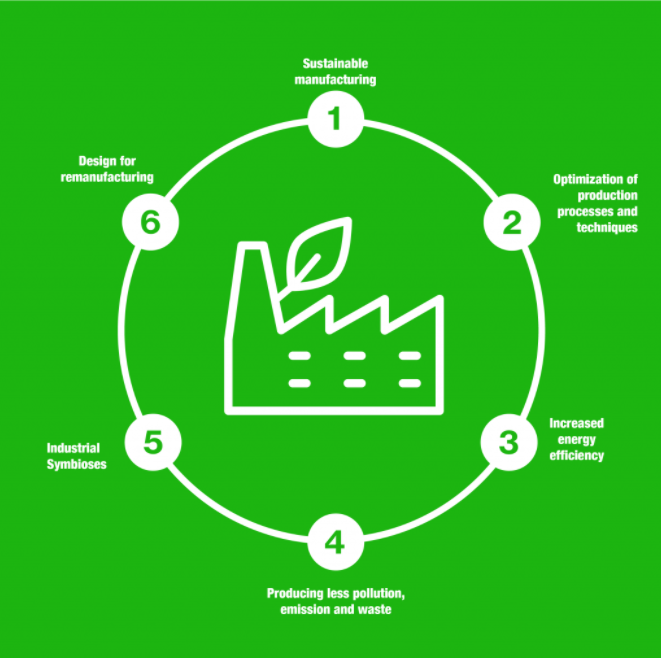 Sustainable
manufacturing
1
Optimization of
production
processes and
techniques
2
Increased
energy
efficiency
3
4
Producing less pollution,
emission and waste
Industrial
Symbioses
5
Design for
remanufacturing
6